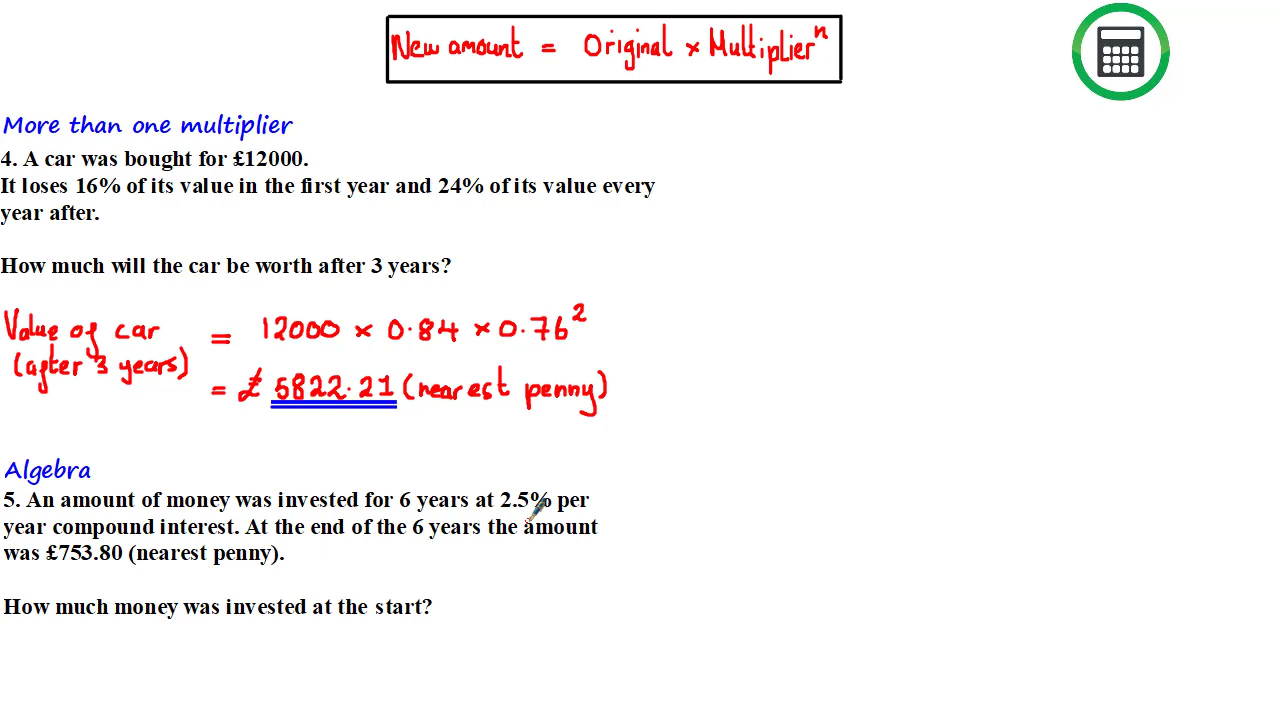 New amount = Original × Multiplierⁿ
More than one multiplier
4. A car was bought for £12000.
It loses 16% of its value in the first year and 24% of its value every
year after.
How much will the car be worth after 3 years?
Value of car
(after 3 years)
= 12000 × 0.84 × 0.76²
= £ 5822.21 (nearest penny)
Algebra
5. An amount of money was invested for 6 years at 2.5% per
year compound interest. At the end of the 6 years the amount
was £753.80 (nearest penny).
How much money was invested at the start?